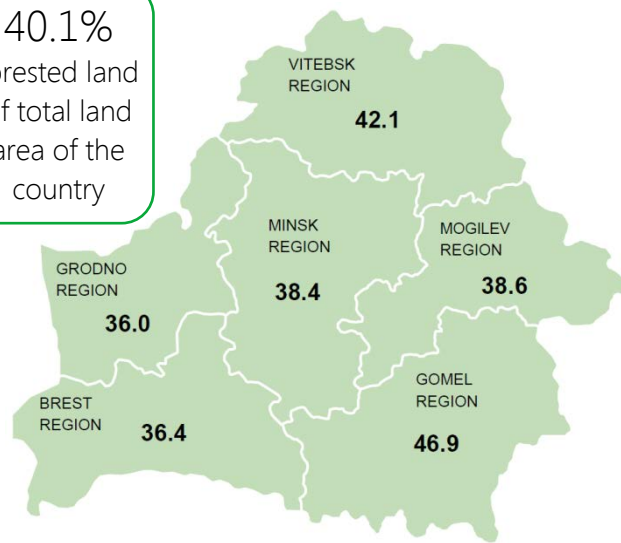 40.1%
orested land
f total land
area of the
country
VITEBSK
REGION
42.1
MINSK
REGION
38.4
MOGILEV
REGION
38.6
GRODNO
REGION
36.0
GOMEL
REGION
46.9
BREST
REGION
36.4